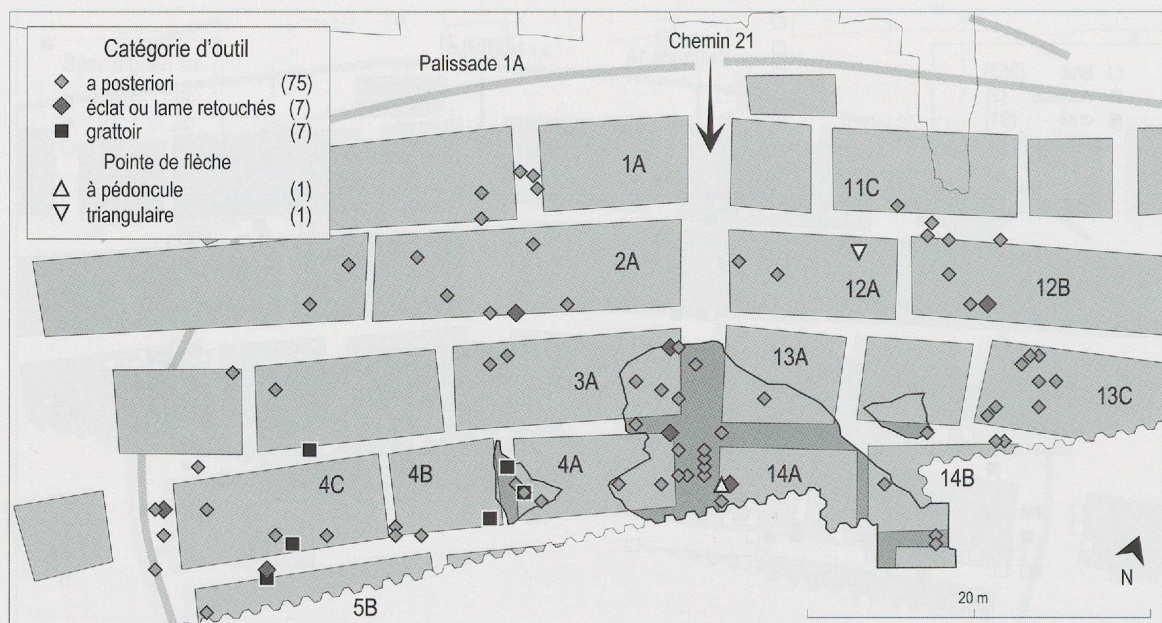 Catégorie d'outil
a posteriori (75)
éclat ou lame retouchés (7)
grattoir (7)
Pointe de flèche
à pédoncule (1)
triangulaire (1)
Palissade 1A
Chemin 21
1A
11C
2A
12A
12B
3A
13A
13C
4C
4B
4A
14A
14B
5B
N
20 m